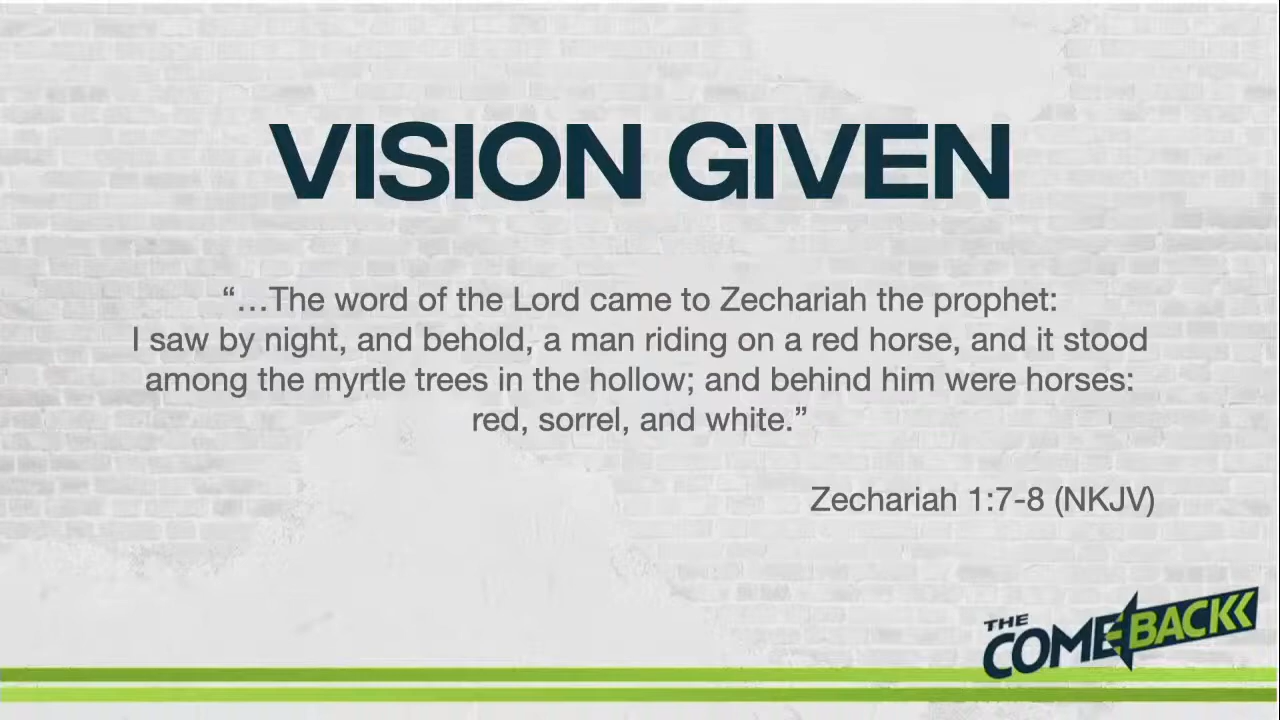 VISION GIVEN
“…The word of the Lord came to Zechariah the prophet:
I saw by night, and behold, a man riding on a red horse, and it stood
among the myrtle trees in the hollow; and behind him were horses:
red, sorrel, and white.”
Zechariah 1:7-8 (NKJV)
THE
COMEBACK